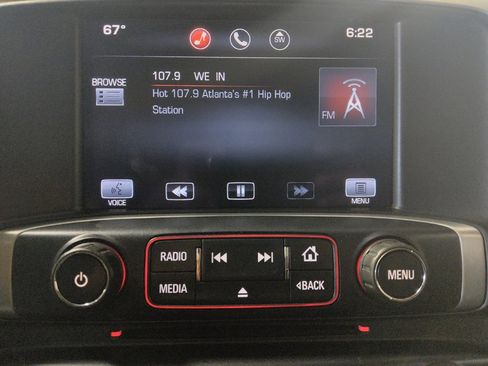 67° SW 6:22
BROWSE
107.9 WE IN
Hot 107.9 Atlanta's #1 Hip Hop
Station
FM
VOICE MENU
RADIO
MEDIA BACK
MENU